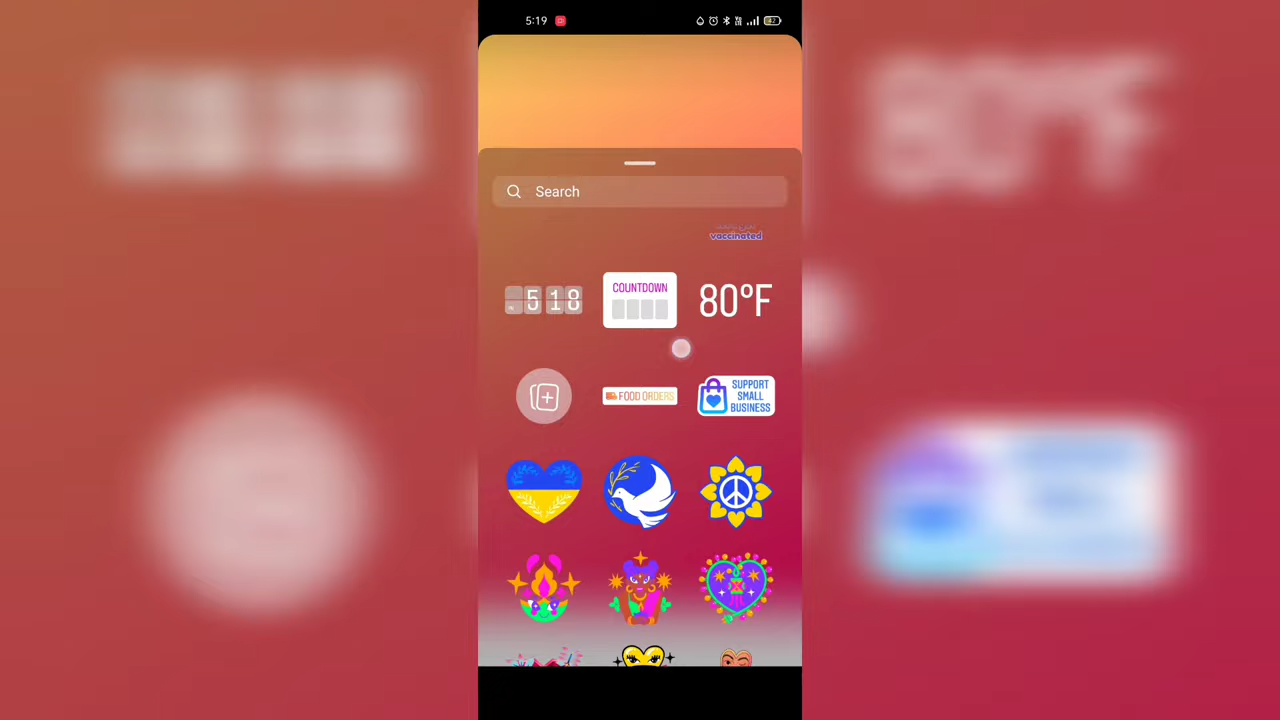 5:19
Search
vaccinated
5 18
COUNTDOWN
80°F
FOOD ORDERS
SUPPORT
SMALL
BUSINESS